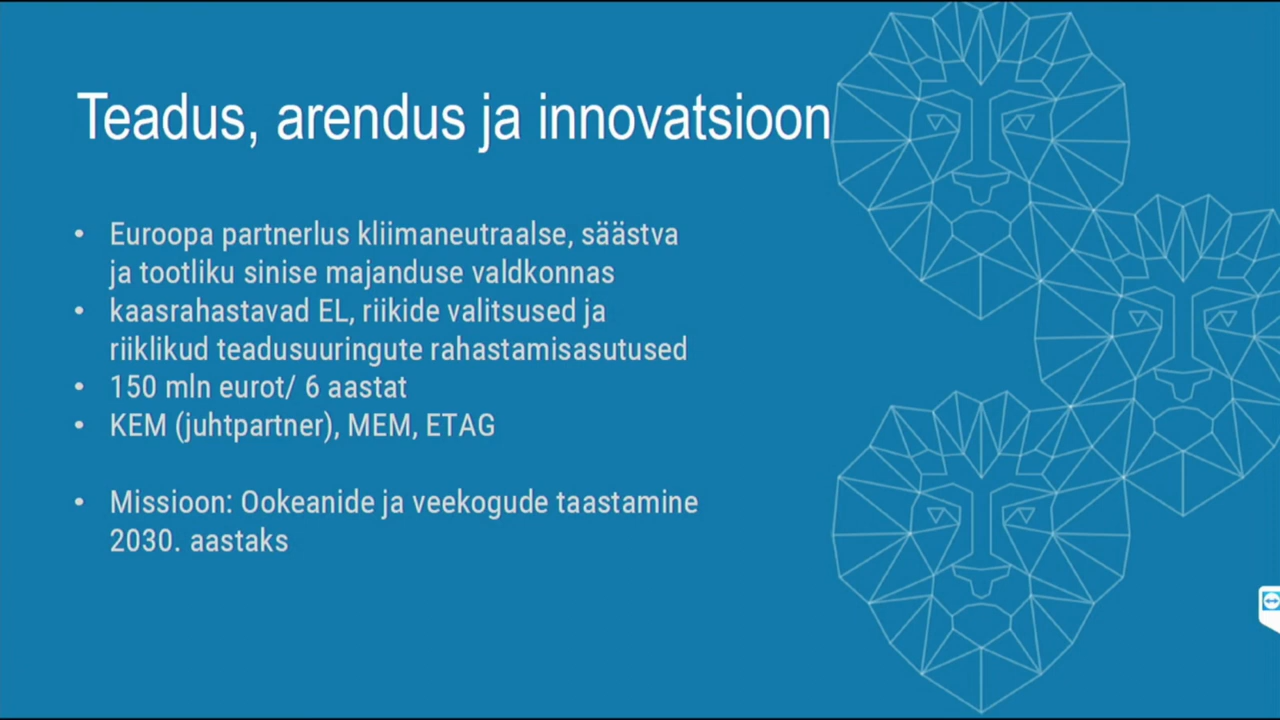 Teadus, arendus ja innovatsioon
• Euroopa partnerlus kliimaneutraalse, säästva
ja tootliku sinise majanduse valdkonnas
• kaasrahastavad EL, riikide valitsused ja
riiklikud teadusuuringute rahastamisasutused
• 150 mln eurot/ 6 aastat
• KEM (juhtpartner), MEM, ETAG
• Missioon: Ookeanide ja veekogude taastamine
2030. aastaks